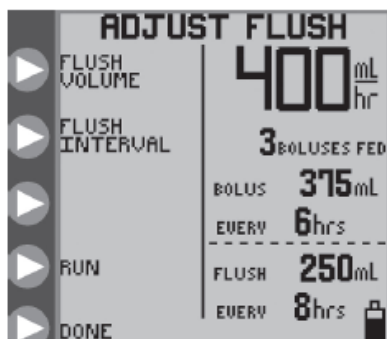 ADJUST FLUSH
FLUSH VOLUME
400 mL/hr
FLUSH INTERVAL
3 BOLUSES FED
BOLUS 375mL
EVERY 6hrs
RUN
FLUSH 250mL
EVERY 8hrs
DONE